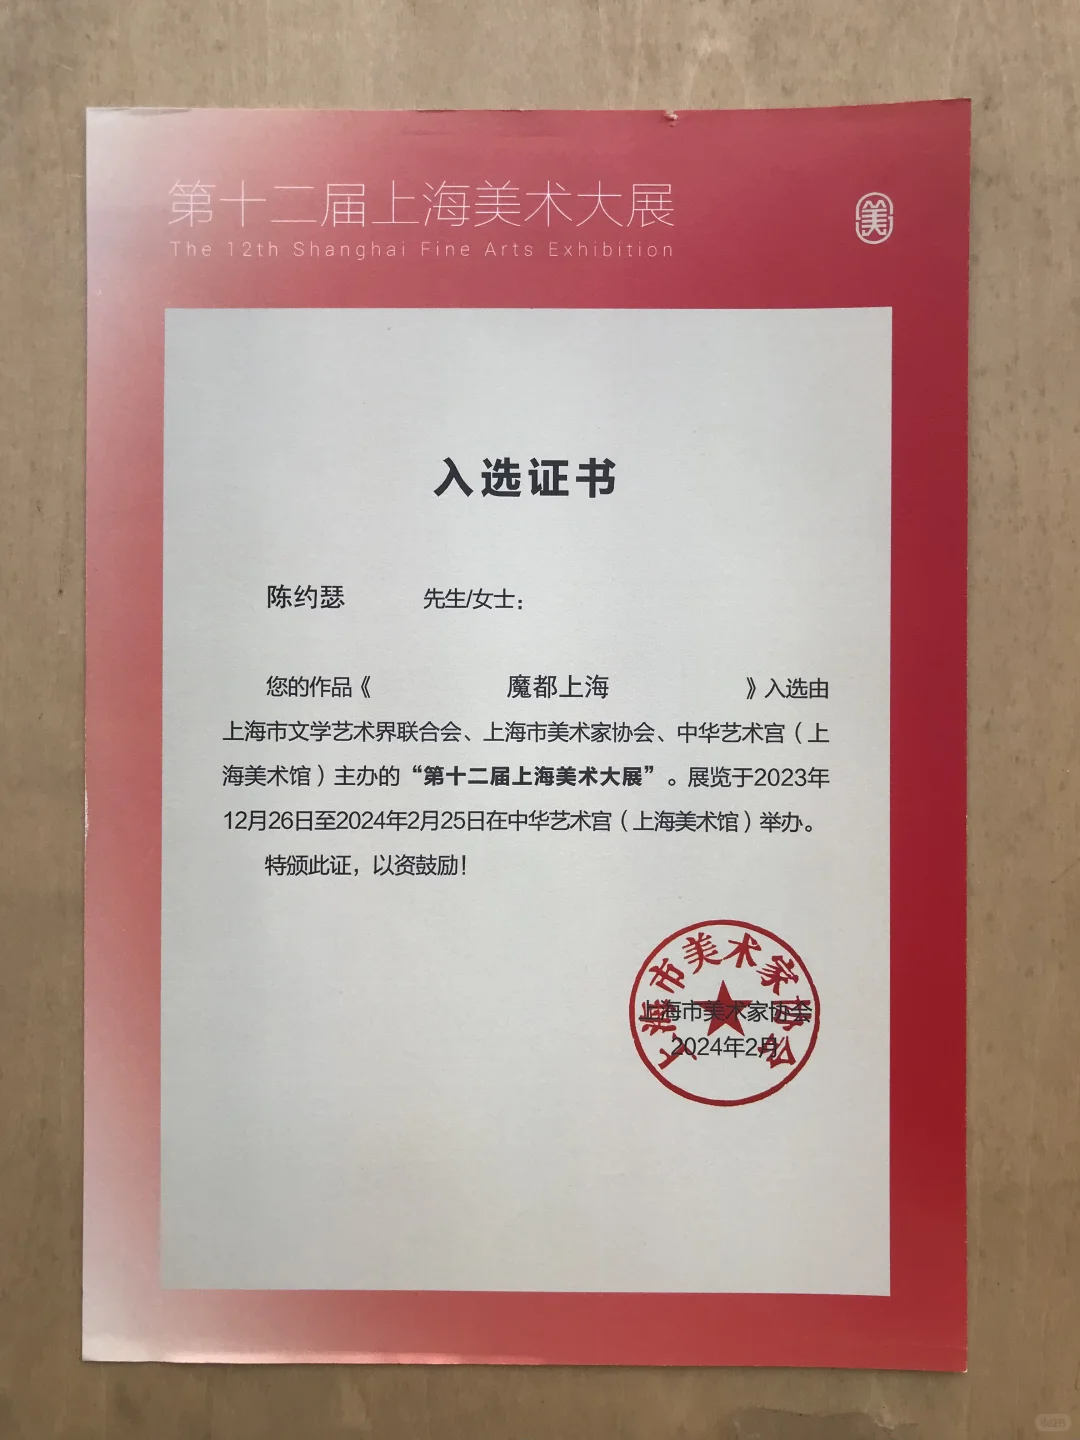 第十二届上海美术大展
The 12th Shanghai Fine Arts Exhibition
美
入选证书
陈约瑟 先生/女士：
您的作品《 魔都上海 》入选由
上海市文学艺术界联合会、上海市美术家协会、中华艺术宫（上
海美术馆）主办的“第十二届上海美术大展”。展览于2023年
12月26日至2024年2月25日在中华艺术宫（上海美术馆）举办。
特颁此证，以资鼓励！
上海市美术家协会
上海市美术家协会
2024年2月